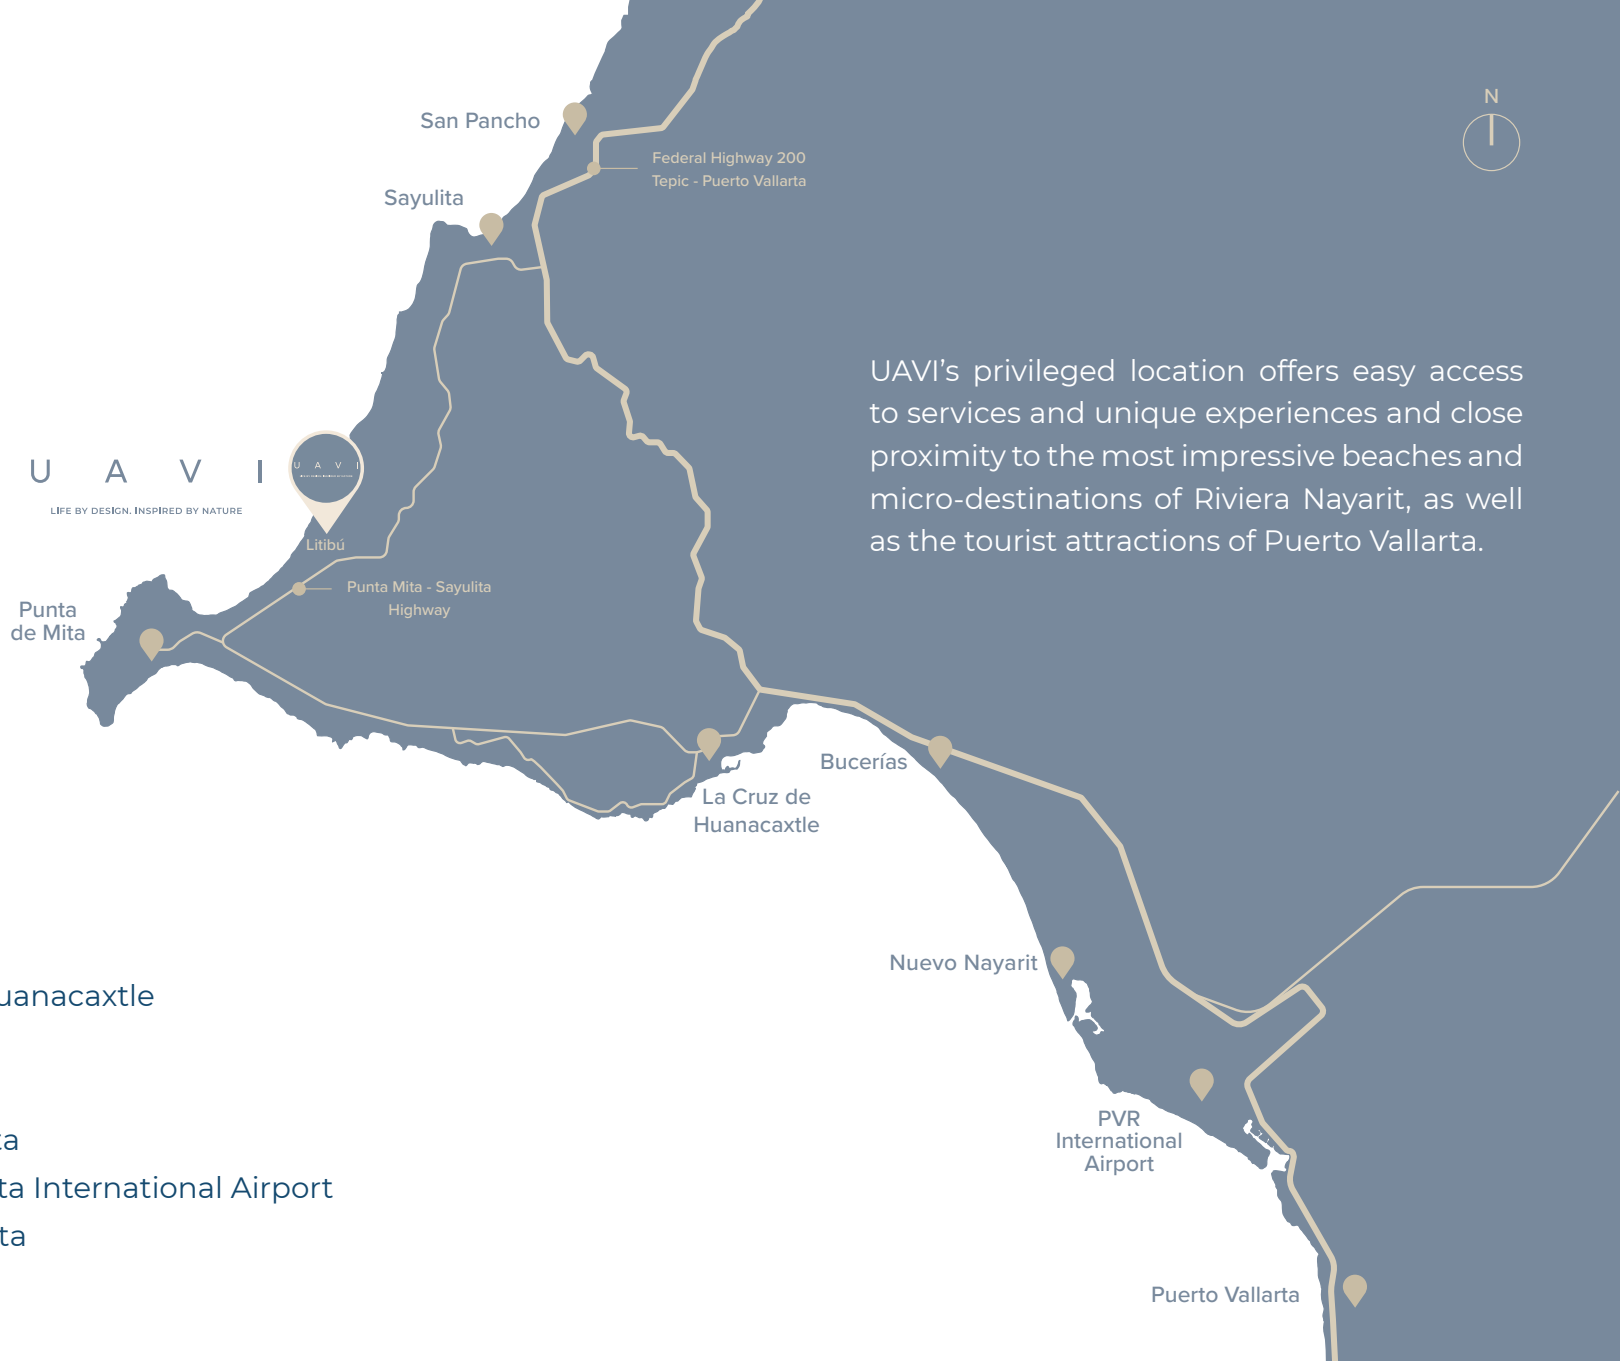 N
San Pancho
Federal Highway 200
Tepic - Puerto Vallarta
Sayulita
UAVI’s privileged location offers easy access
to services and unique experiences and close
proximity to the most impressive beaches and
micro-destinations of Riviera Nayarit, as well
as the tourist attractions of Puerto Vallarta.
U A V I
LIFE BY DESIGN. INSPIRED BY NATURE
U A V I
Litibú
Punta Mita - Sayulita
Highway
Punta
de Mita
Bucerías
La Cruz de
Huanacaxtle
Nuevo Nayarit
uanacaxtle
PVR
International
Airport
ta
ta International Airport
ta
Puerto Vallarta